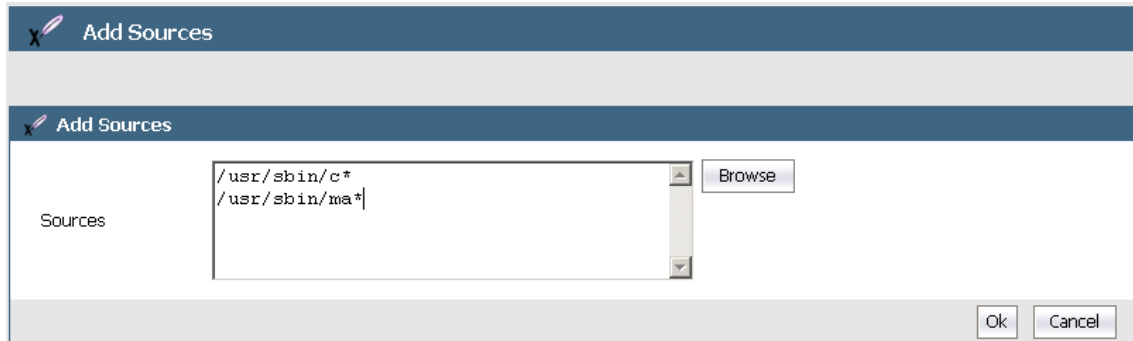 Add Sources
Add Sources
Sources
/usr/sbin/c*
/usr/sbin/ma*
Browse
Ok
Cancel